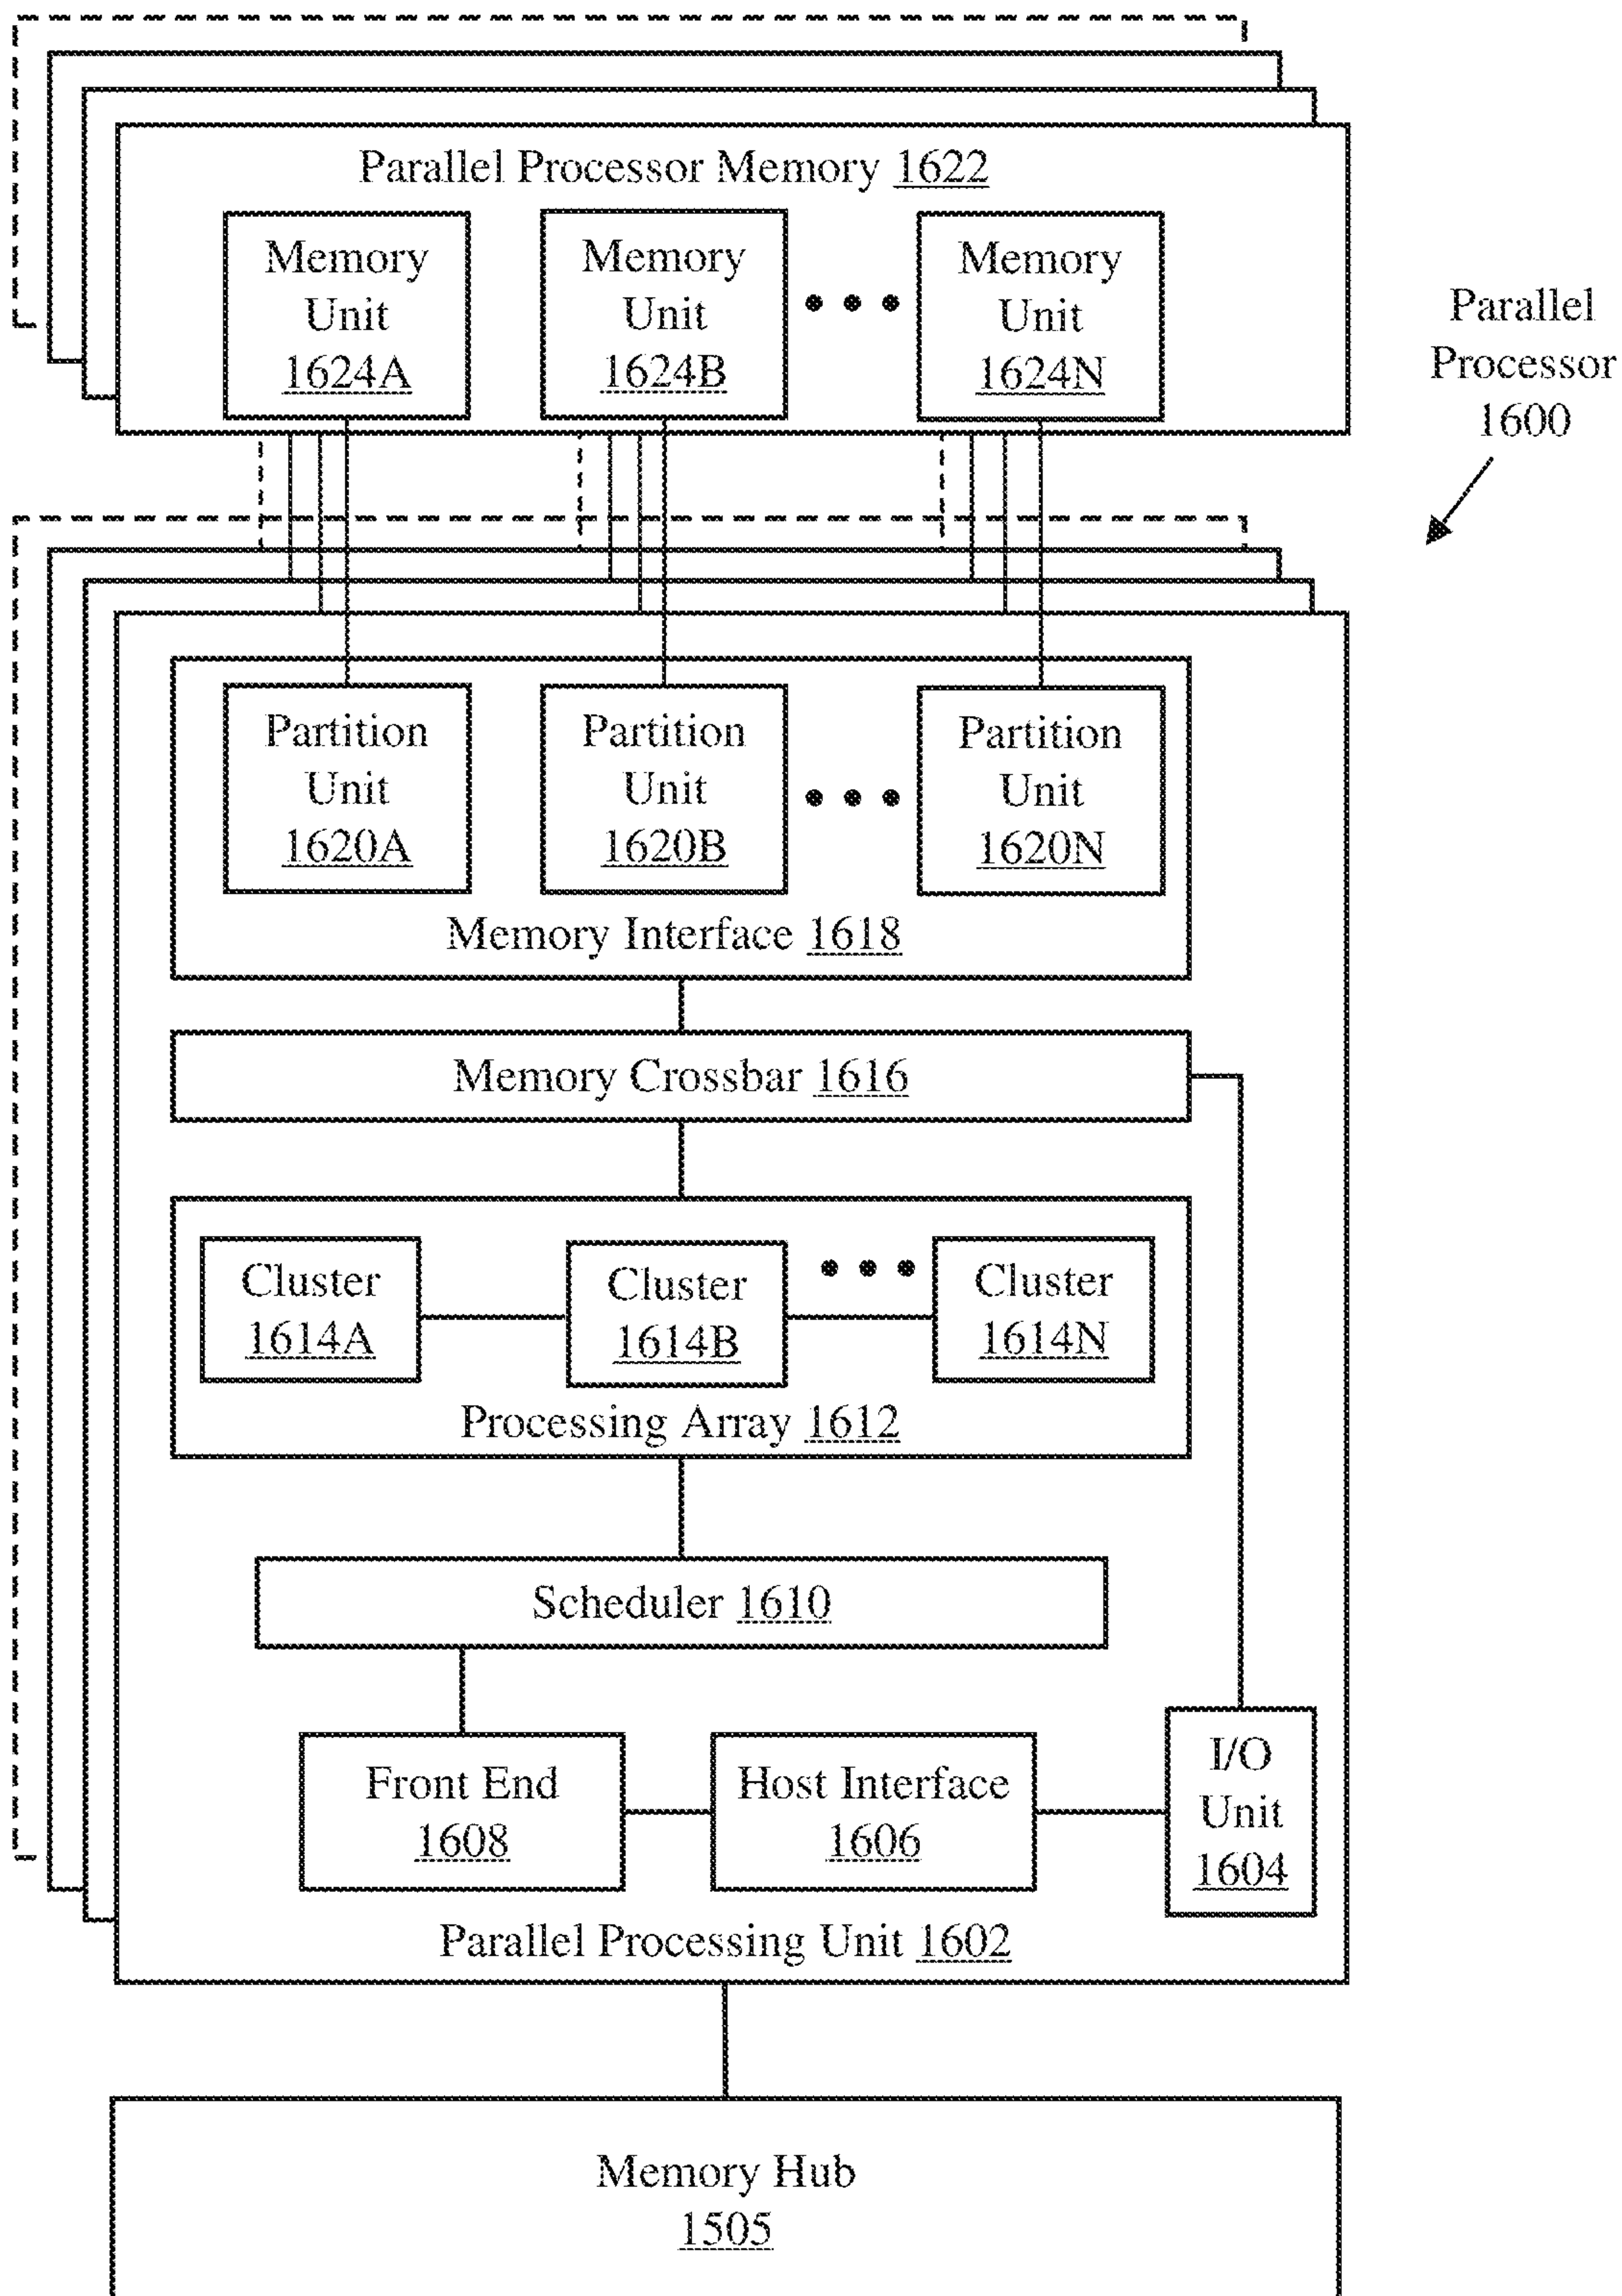 Parallel Processor Memory 1622
Memory
Unit
1624A
Memory
Unit
1624B
Memory
Unit
1624N
Parallel
Processor
1600
Partition
Unit
1620A
Partition
Unit
1620B
Partition
Unit
1620N
Memory Interface 1618
Memory Crossbar 1616
Cluster
1614A
Cluster
1614B
Cluster
1614N
Processing Array 1612
Scheduler 1610
Front End
1608
Host Interface
1606
I/O
Unit
1604
Parallel Processing Unit 1602
Memory Hub
1505